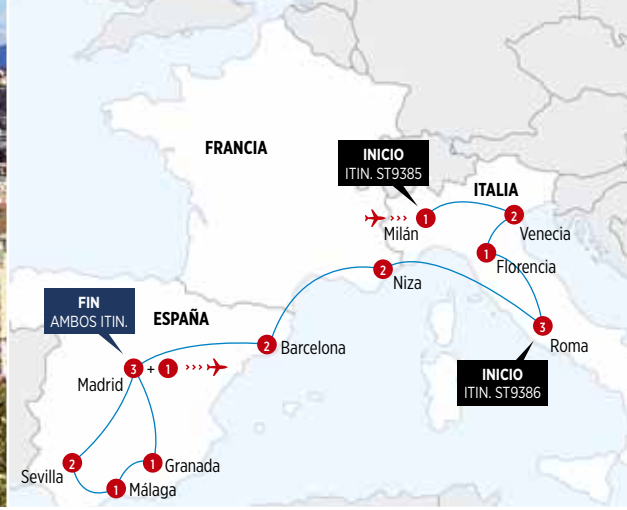 FRANCIA
INICIO
ITIN. ST9385
ITALIA
1
Milán
2
Venecia
1
Florencia
2
Niza
3
Roma
INICIO
ITIN. ST9386
FIN
AMBOS ITIN.
ESPAÑA
2
Barcelona
3 + 1
Madrid
2
Sevilla
1
Málaga
1
Granada